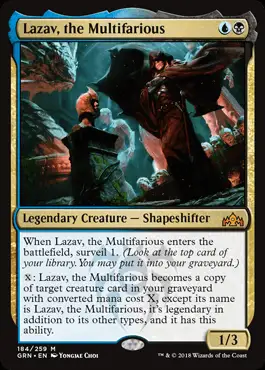 Lazav, the Multifarious
Legendary Creature — Shapeshifter
When Lazav, the Multifarious enters the
battlefield, surveil 1. (Look at the top card
of your library. You may put it into your graveyard.)
X: Lazav, the Multifarious becomes a copy
of target creature card in your graveyard
with converted mana cost X, except its
name is Lazav, the Multifarious, it's legendary in
addition to its other types, and it has this
ability.
1/3
184/259 M
GRN • EN YONGJAE CHOI
™ & © 2018 Wizards of the Coast